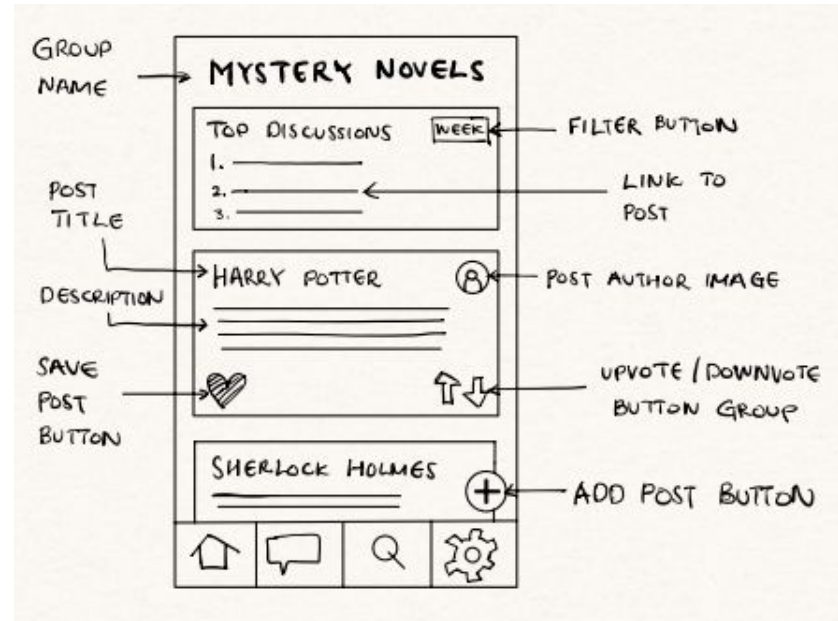 GROUP
NAME
MYSTERY NOVELS
TOP DISCUSSIONS
WEEK
FILTER BUTTON
1.
2.
3.
LINK TO
POST
POST
TITLE
HARRY POTTER
POST AUTHOR IMAGE
DESCRIPTION
SAVE
POST
BUTTON
UPVOTE / DOWNVOTE
BUTTON GROUP
SHERLOCK HOLMES
ADD POST BUTTON